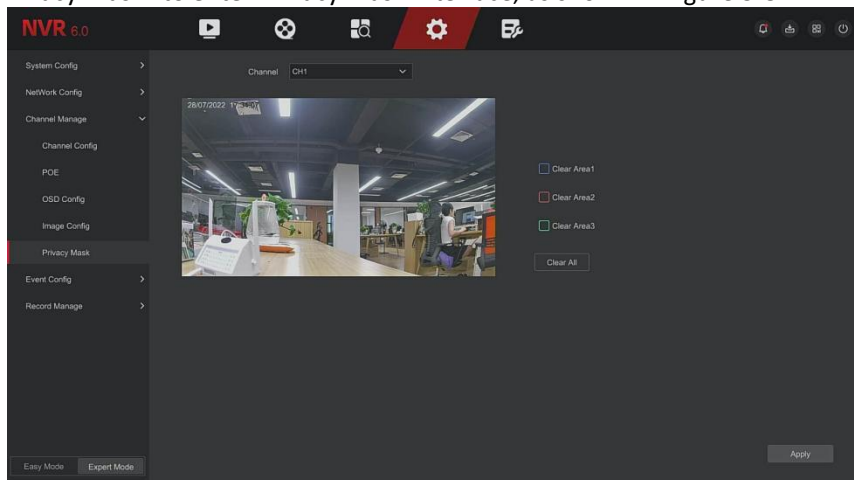 NVR 6.0
System Config
NetWork Config
Channel Manage
Channel Config
POE
OSD Config
Image Config
Privacy Mask
Event Config
Record Manage
Easy Mode Expert Mode
Channel CH1
28/07/2022
Clear Area1
Clear Area2
Clear Area3
Clear All
Apply